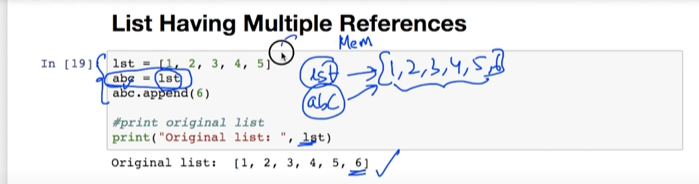 List Having Multiple References
Mem
In [19] lst = [1, 2, 3, 4, 5]
abc = lst
abc.append(6)
lst → [1,2,3,4,5,6]
abc
#print original list
print("Original list: ", lst)
Original list: [1, 2, 3, 4, 5, 6]